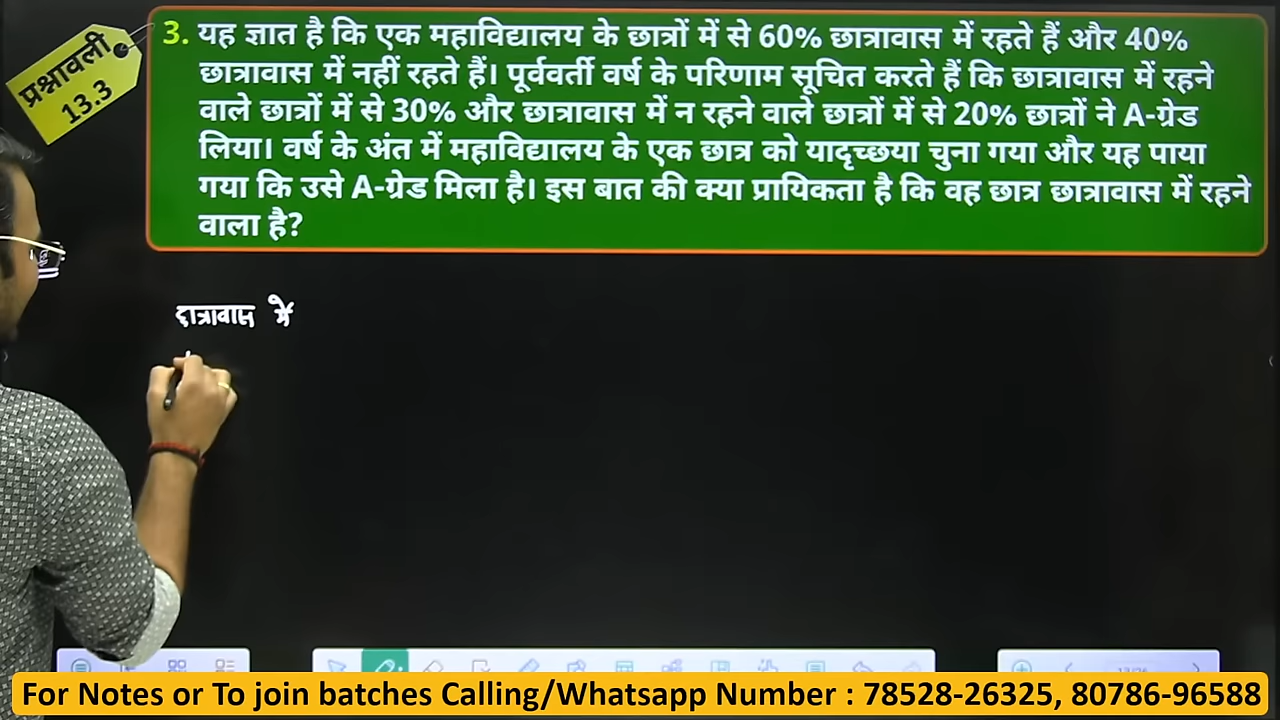 प्रश्नावली
13.3
3. यह ज्ञात है कि एक महाविद्यालय के छात्रों में से 60% छात्रावास में रहते हैं और 40%
छात्रावास में नहीं रहते हैं। पूर्ववर्ती वर्ष के परिणाम सूचित करते हैं कि छात्रावास में रहने
वाले छात्रों में से 30% और छात्रावास में न रहने वाले छात्रों में से 20% छात्रों ने A-ग्रेड
लिया। वर्ष के अंत में महाविद्यालय के एक छात्र को यादृच्छया चुना गया और यह पाया
गया कि उसे A-ग्रेड मिला है। इस बात की क्या प्रायिकता है कि वह छात्र छात्रावास में रहने
वाला है?
छात्रावास में
For Notes or To join batches Calling/Whatsapp Number : 78528-26325, 80786-96588